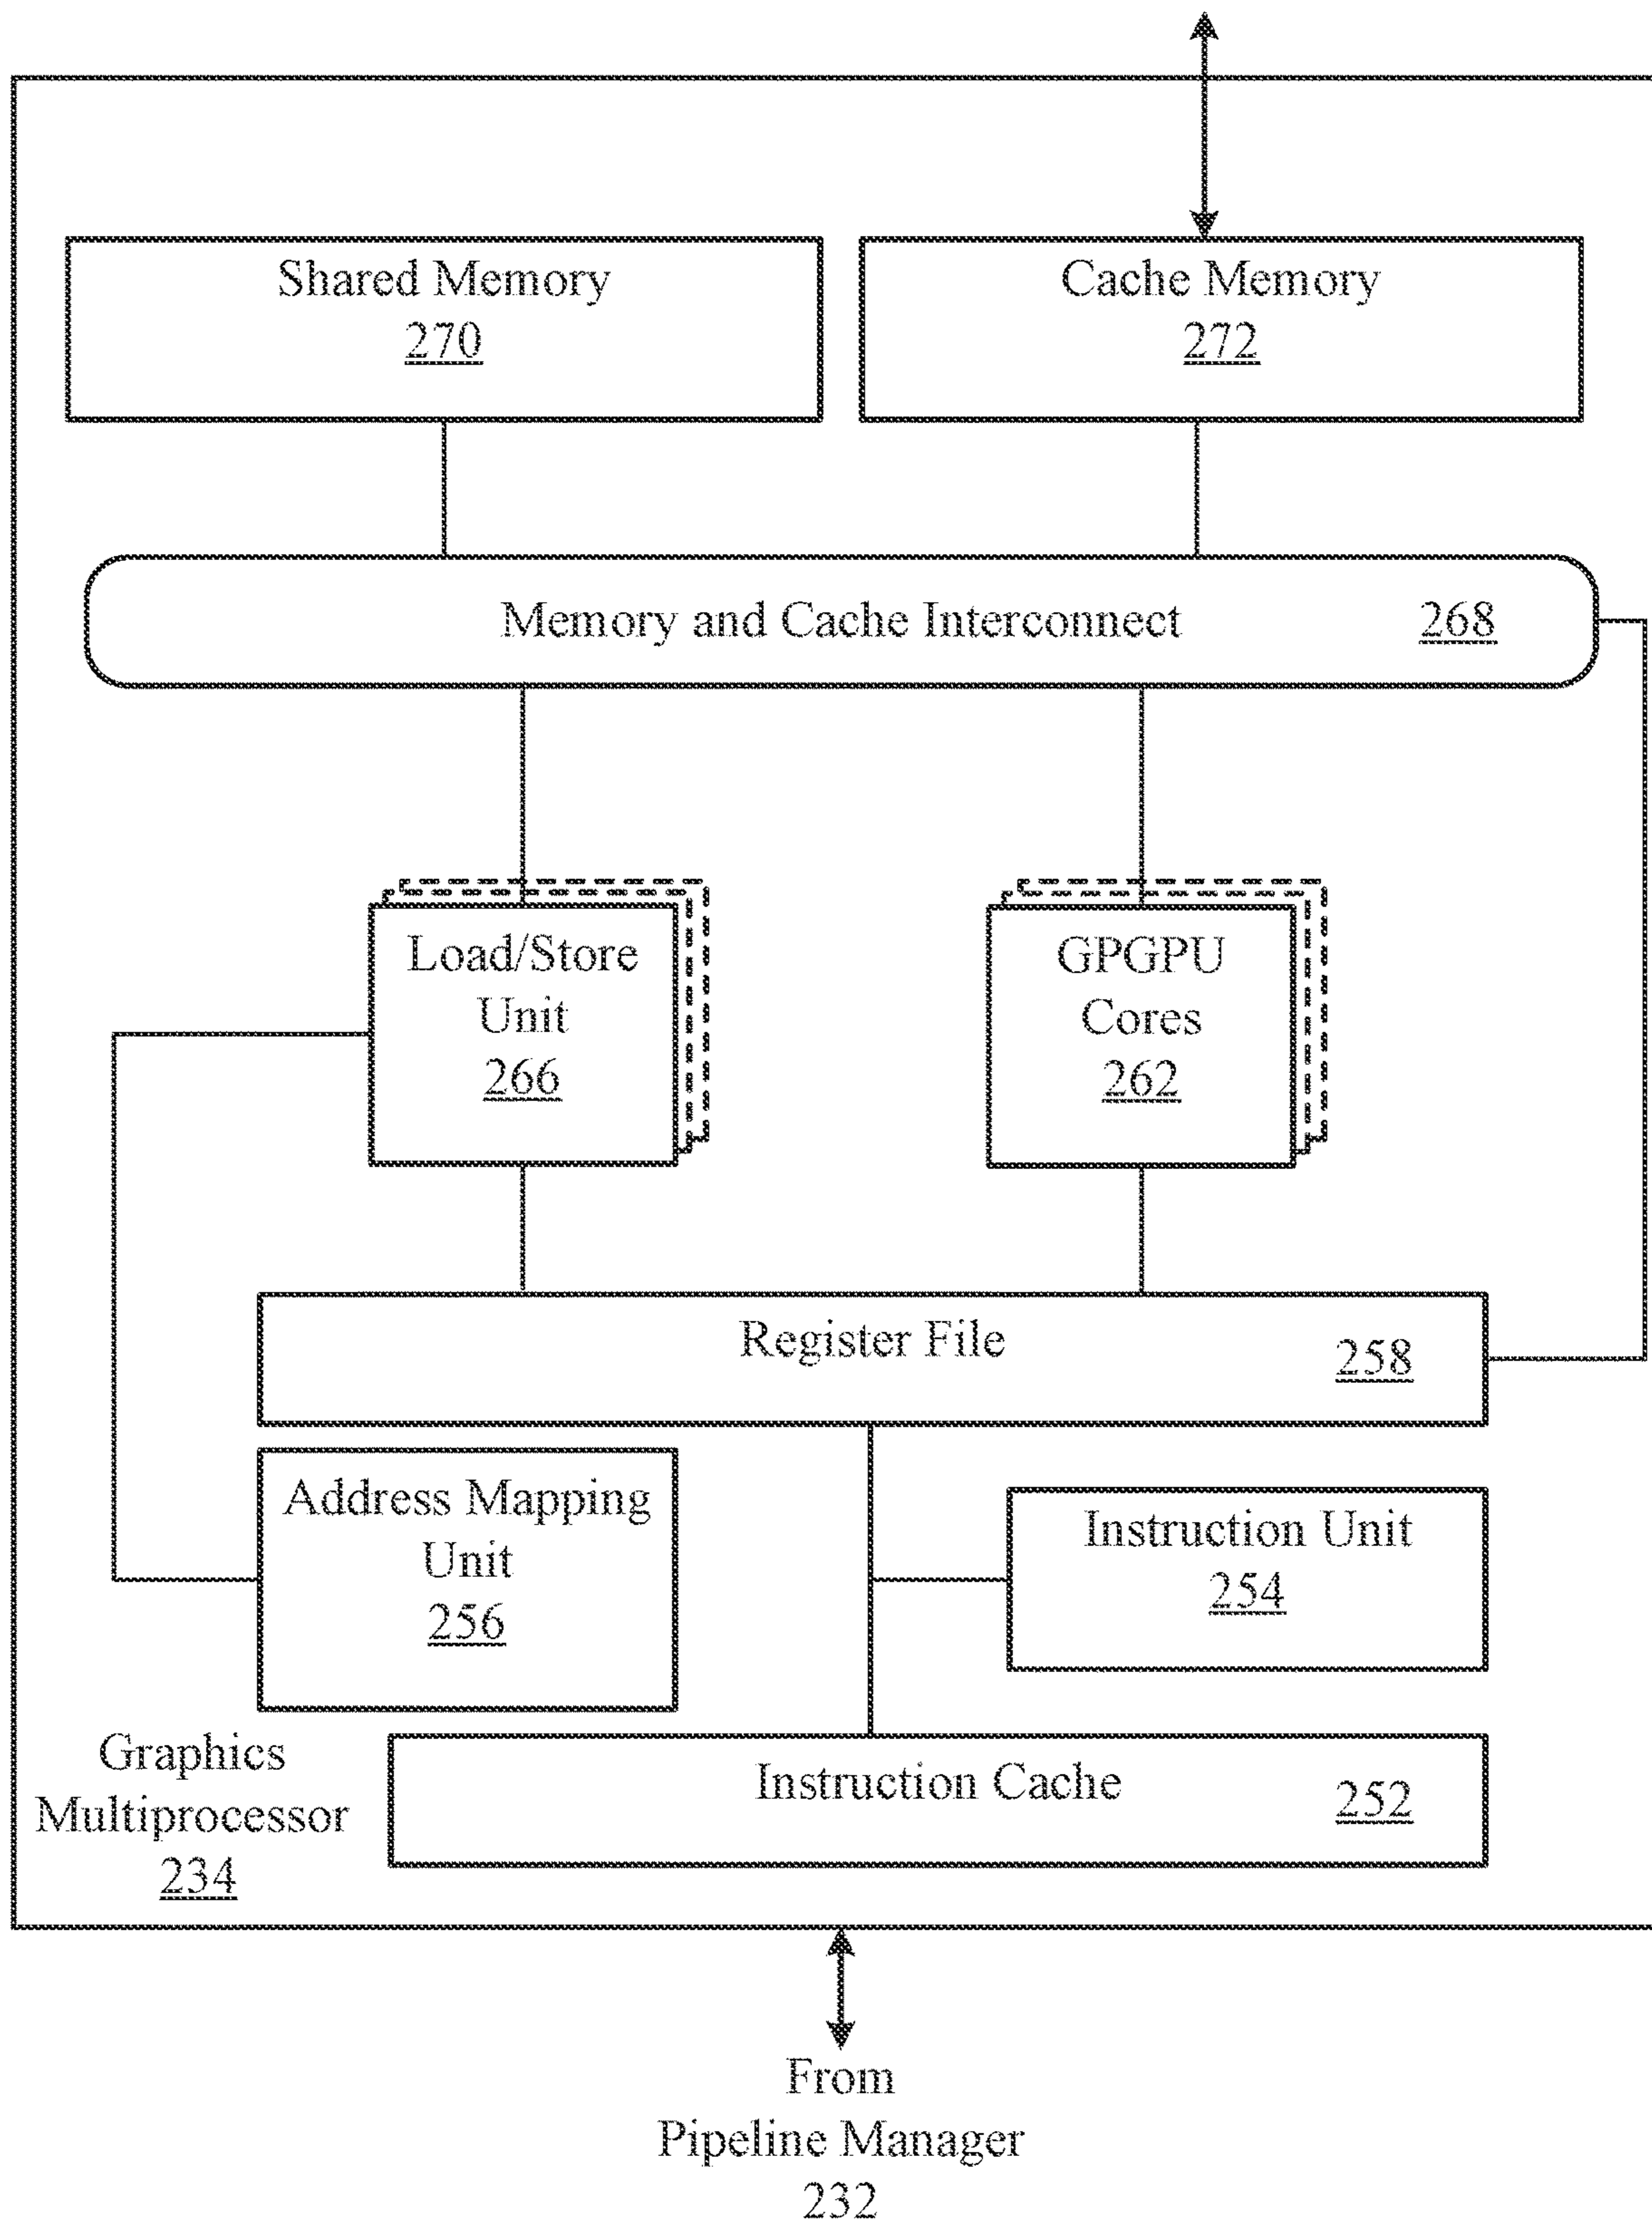 Shared Memory
270
Cache Memory
272
Memory and Cache Interconnect 268
Load/Store
Unit
266
GPGPU
Cores
262
Register File 258
Address Mapping
Unit
256
Instruction Unit
254
Graphics
Multiprocessor
234
Instruction Cache 252
From
Pipeline Manager
232